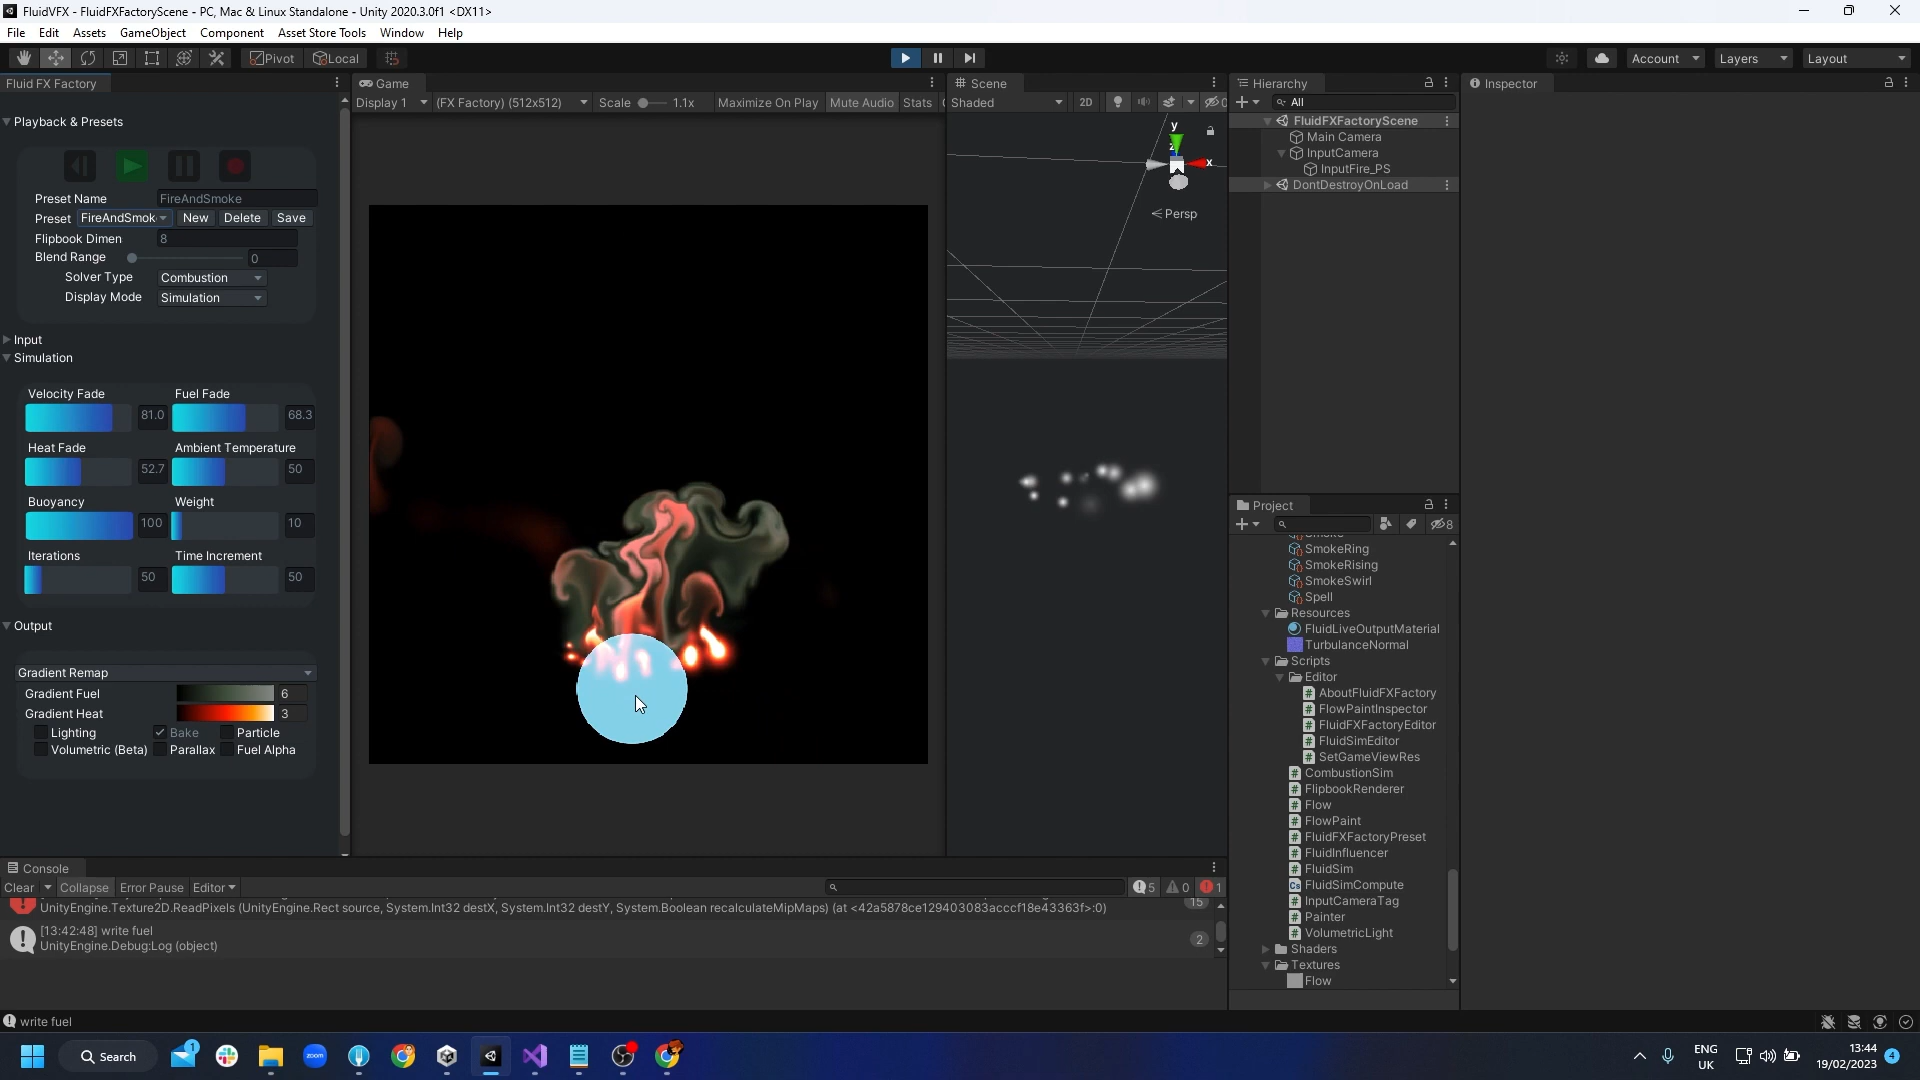 FluidVFX - FluidFXFactoryScene - PC, Mac & Linux Standalone - Unity 2020.3.0f1 <DX11>
File Edit Assets GameObject Component Asset Store Tools Window Help
Pivot Local Account Layers Layout
Fluid FX Factory
Playback & Presets
Preset Name FireAndSmoke
Preset FireAndSmok New Delete Save
Flipbook Dimen 8
Blend Range 0
Solver Type Combustion
Display Mode Simulation
Input
Simulation
Velocity Fade 81.0 Fuel Fade 68.3
Heat Fade 52.7 Ambient Temperature 50
Buoyancy 100 Weight 10
Iterations 50 Time Increment 50
Output
Gradient Remap
Gradient Fuel 6
Gradient Heat 3
Lighting Bake Particle
Volumetric (Beta) Parallax Fuel Alpha
Game
Display 1 (FX Factory) (512x512) Scale 1.1x Maximize On Play Mute Audio Stats
Scene
Shaded 2D 0
y
z
x
Persp
Hierarchy
All
FluidFXFactoryScene
Main Camera
InputCamera
InputFire_PS
DontDestroyOnLoad
Project
8
Smoke
SmokeRing
SmokeRising
SmokeSwirl
Spell
Resources
FluidLiveOutputMaterial
TurbulanceNormal
Scripts
Editor
AboutFluidFXFactory
FlowPaintInspector
FluidFXFactoryEditor
FluidSimEditor
SetGameViewRes
CombustionSim
FlipbookRenderer
Flow
FlowPaint
FluidFXFactoryPreset
FluidInfluencer
FluidSim
FluidSimCompute
InputCameraTag
Painter
VolumetricLight
Shaders
Textures
Flow
Inspector
Console
Clear Collapse Error Pause Editor 5 0 1
UnityEngine.Texture2D.ReadPixels (UnityEngine.Rect source, System.Int32 destX, System.Int32 destY, System.Boolean recalculateMipMaps) (at <42a5878ce129403083acccf18e43363f>:0) 15
[13:42:48] write fuel
UnityEngine.Debug:Log (object) 2
write fuel
Search 1 zoom ENG
UK
13:44
19/02/2023 4